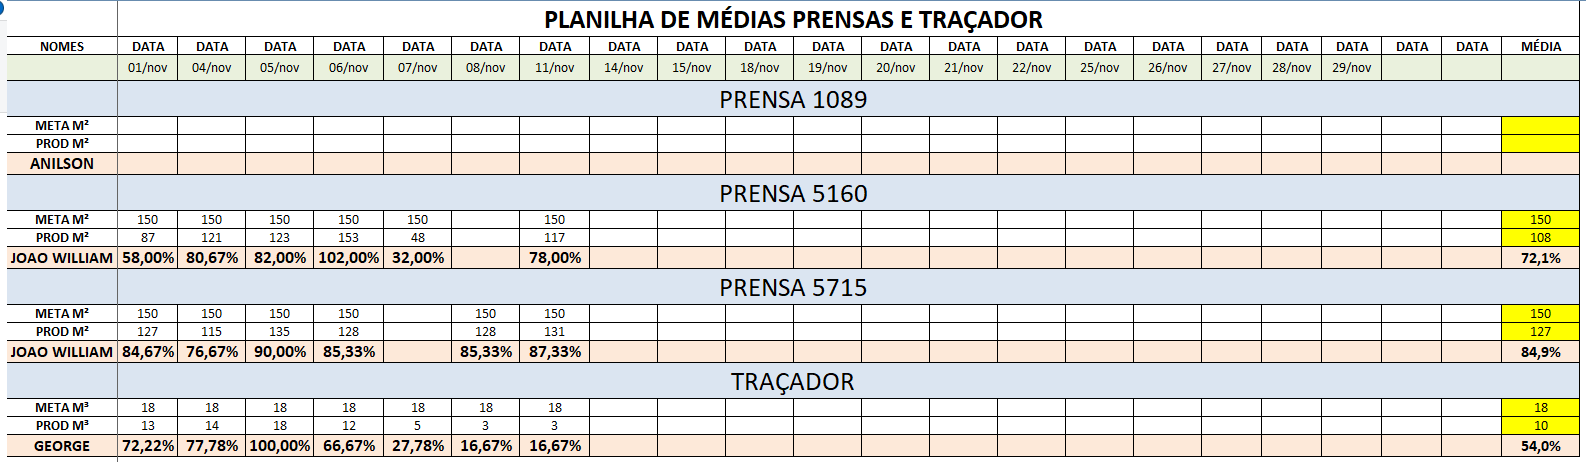 PLANILHA DE MÉDIAS PRENSAS E TRAÇADOR
NOMES DATA DATA DATA DATA DATA DATA DATA DATA DATA DATA DATA DATA DATA DATA DATA DATA DATA DATA DATA DATA DATA MÉDIA
01/nov 04/nov 05/nov 06/nov 07/nov 08/nov 11/nov 14/nov 15/nov 18/nov 19/nov 20/nov 21/nov 22/nov 25/nov 26/nov 27/nov 28/nov 29/nov
PRENSA 1089
META M²
PROD M²
ANILSON
PRENSA 5160
META M² 150 150 150 150 150 150 150
PROD M² 87 121 123 153 48 117 108
JOAO WILLIAM 58,00% 80,67% 82,00% 102,00% 32,00% 78,00% 72,1%
PRENSA 5715
META M² 150 150 150 150 150 150 150
PROD M² 127 115 135 128 128 131 127
JOAO WILLIAM 84,67% 76,67% 90,00% 85,33% 85,33% 87,33% 84,9%
TRAÇADOR
META M³ 18 18 18 18 18 18 18 18
PROD M³ 13 14 18 12 5 3 3 10
GEORGE 72,22% 77,78% 100,00% 66,67% 27,78% 16,67% 16,67% 54,0%